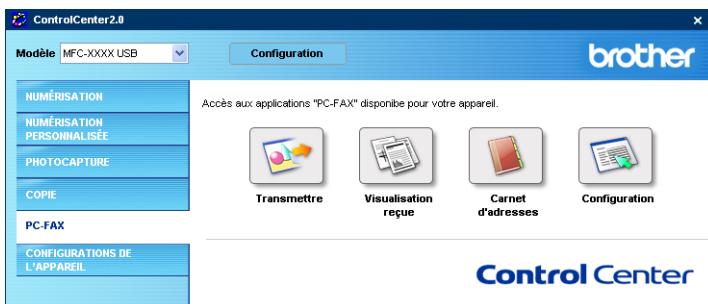 ControlCenter2.0
Modèle MFC-XXXX USB
Configuration
brother
NUMÉRISATION
NUMÉRISATION
PERSONNALISÉE
PHOTOCAPTURE
COPIE
PC-FAX
CONFIGURATIONS DE
L'APPAREIL
Accès aux applications "PC-FAX" disponibe pour votre appareil.
Transmettre
Visualisation
reçue
Carnet
d'adresses
Configuration
Control Center